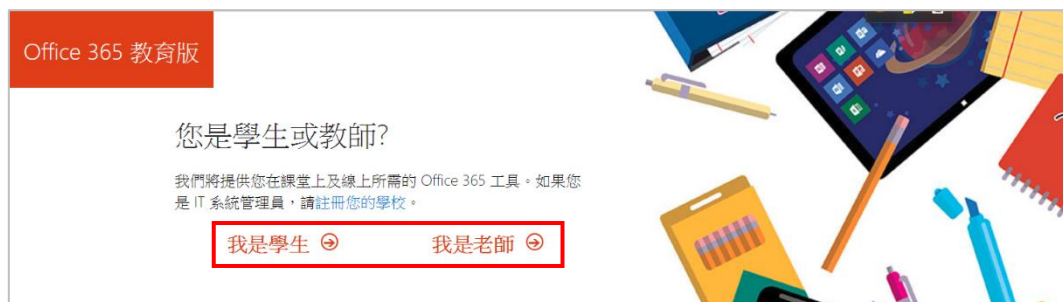 Office 365 教育版
您是學生或教師?
我們將提供您在課堂上及線上所需的 Office 365 工具。如果您
是 IT 系統管理員，請註冊您的學校。
我是學生 我是老師